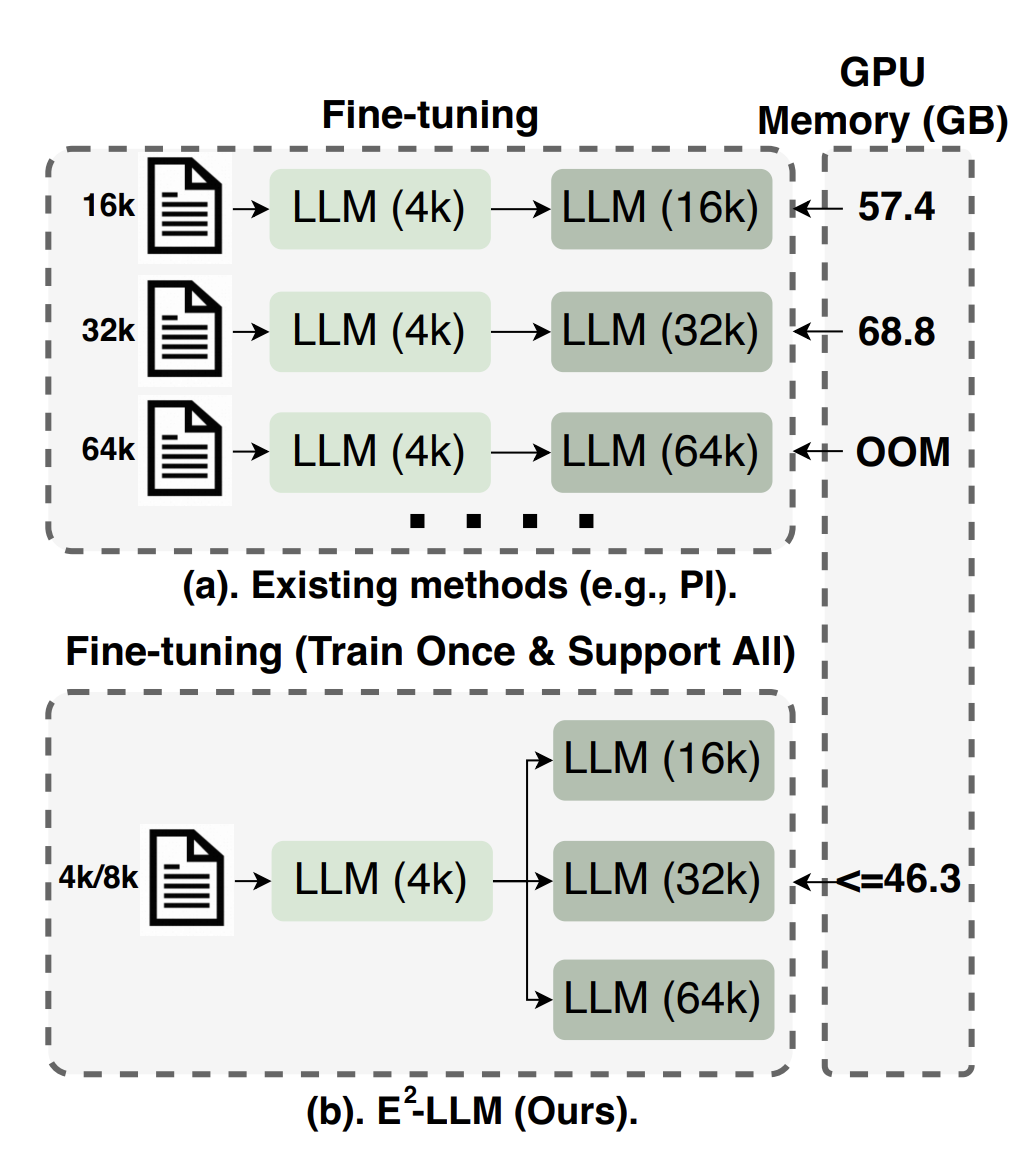 GPU
Memory (GB)
Fine-tuning
16k LLM (4k) LLM (16k) 57.4
32k LLM (4k) LLM (32k) 68.8
64k LLM (4k) LLM (64k) OOM
(a). Existing methods (e.g., PI).
Fine-tuning (Train Once & Support All)
LLM (16k)
4k/8k LLM (4k) LLM (32k) <=46.3
LLM (64k)
(b). E²-LLM (Ours).